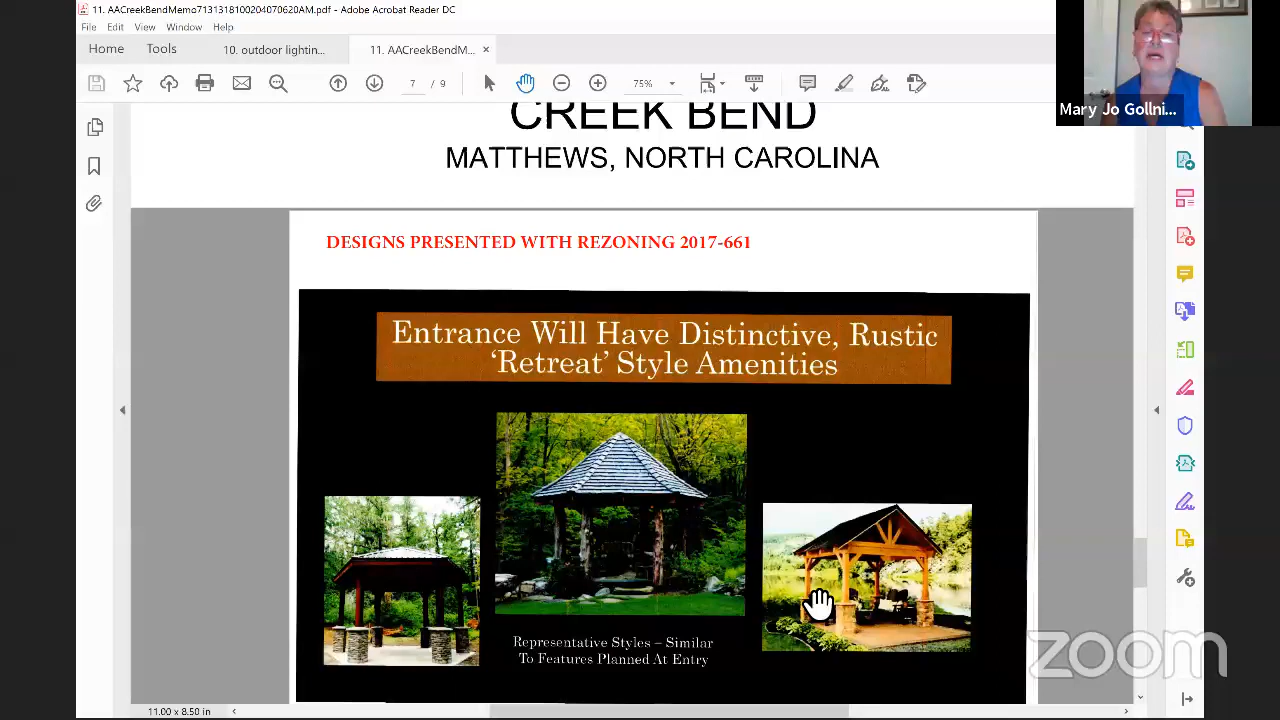 11. AACreekBendMemo7131318100204070620AM.pdf - Adobe Acrobat Reader DC
File Edit View Window Help
Home Tools 10. outdoor lightin... 11. AACreekBendM... ×
7 / 9 75%
Mary Jo Gollni...
CREEK BEND
MATTHEWS, NORTH CAROLINA
DESIGNS PRESENTED WITH REZONING 2017-661
Entrance Will Have Distinctive, Rustic
‘Retreat’ Style Amenities
Representative Styles – Similar
To Features Planned At Entry
zoom
11.00 x 8.50 in